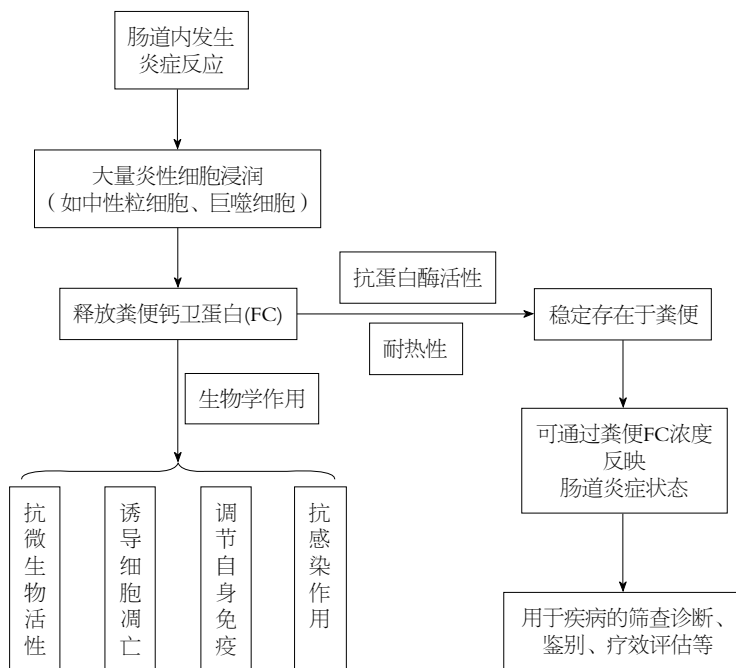 肠道内发生
炎症反应
大量炎性细胞浸润
(如中性粒细胞、巨噬细胞)
释放粪便钙卫蛋白(FC)
抗蛋白酶活性
耐热性
稳定存在于粪便
生物学作用
可通过粪便FC浓度
反映
肠道炎症状态
抗微生物活性
诱导细胞凋亡
调节自身免疫
抗感染作用
用于疾病的筛查诊断、
鉴别、疗效评估等